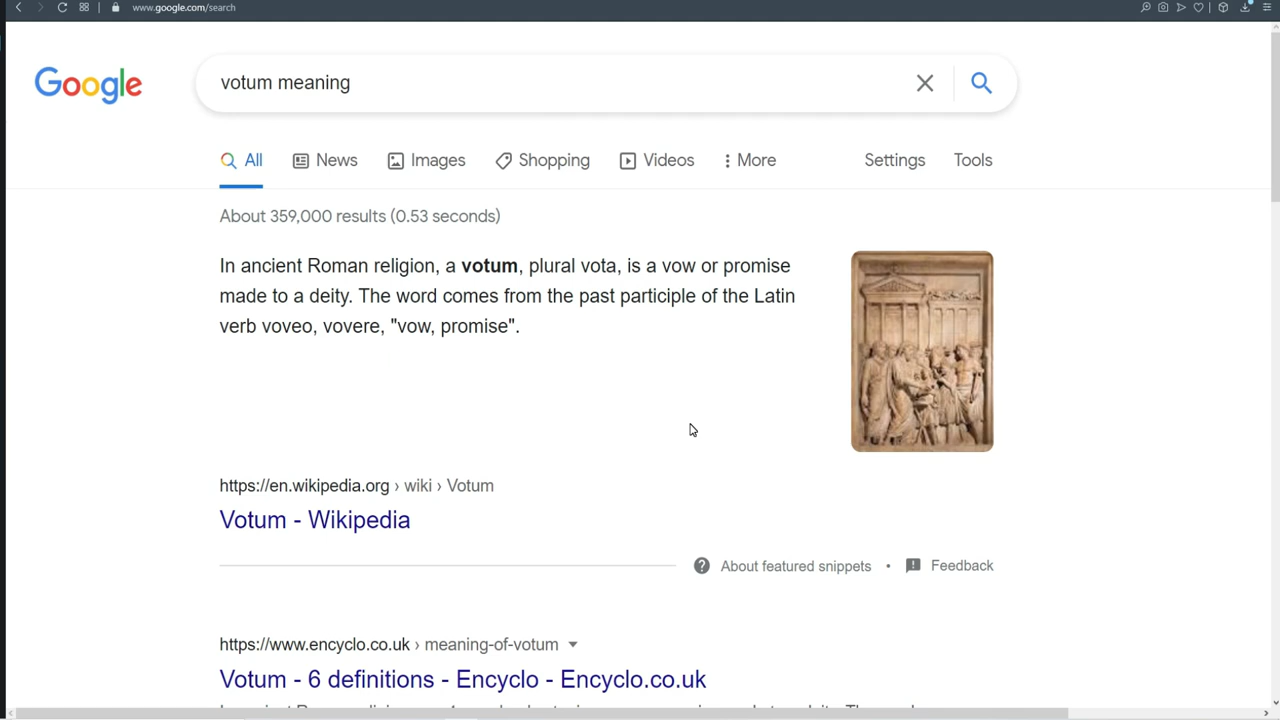 www.google.com/search
Google
votum meaning
All News Images Shopping Videos More Settings Tools
About 359,000 results (0.53 seconds)
In ancient Roman religion, a votum, plural vota, is a vow or promise
made to a deity. The word comes from the past participle of the Latin
verb voveo, vovere, "vow, promise".
https://en.wikipedia.org › wiki › Votum
Votum - Wikipedia
About featured snippets • Feedback
https://www.encyclo.co.uk › meaning-of-votum
Votum - 6 definitions - Encyclo - Encyclo.co.uk